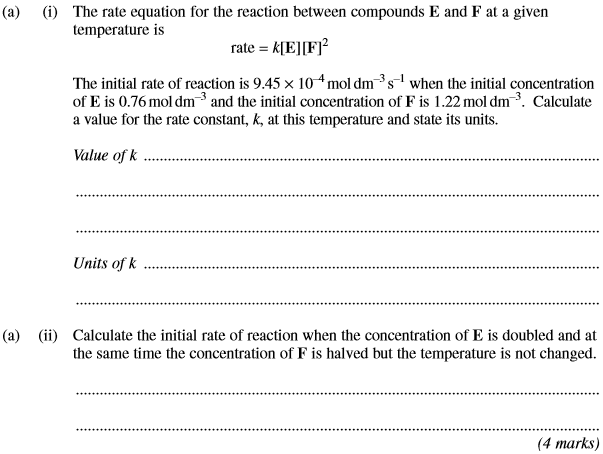 (a) (i) The rate equation for the reaction between compounds E and F at a given
temperature is
rate = k[E][F]²
The initial rate of reaction is 9.45 × 10⁻⁴ mol dm⁻³ s⁻¹ when the initial concentration
of E is 0.76 mol dm⁻³ and the initial concentration of F is 1.22 mol dm⁻³. Calculate
a value for the rate constant, k, at this temperature and state its units.
Value of k ................................................................
................................................................
................................................................
Units of k ................................................................
................................................................
(a) (ii) Calculate the initial rate of reaction when the concentration of E is doubled and at
the same time the concentration of F is halved but the temperature is not changed.
................................................................
................................................................
(4 marks)